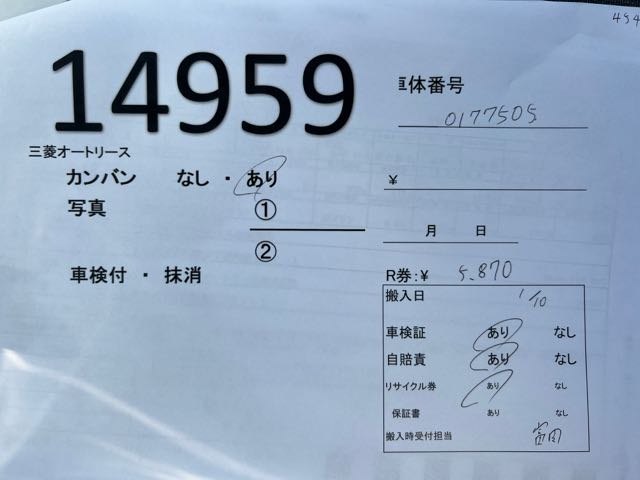 454
14959
車体番号
0177505
三菱オートリース
カンバン なし ・ あり
¥
写真 ①
②
月 日
車検付 ・ 抹消
R券:¥ 5.870
搬入日 1/10
車検証 あり なし
自賠責 あり なし
リサイクル券 あり なし
保証書 あり なし
搬入時受付担当